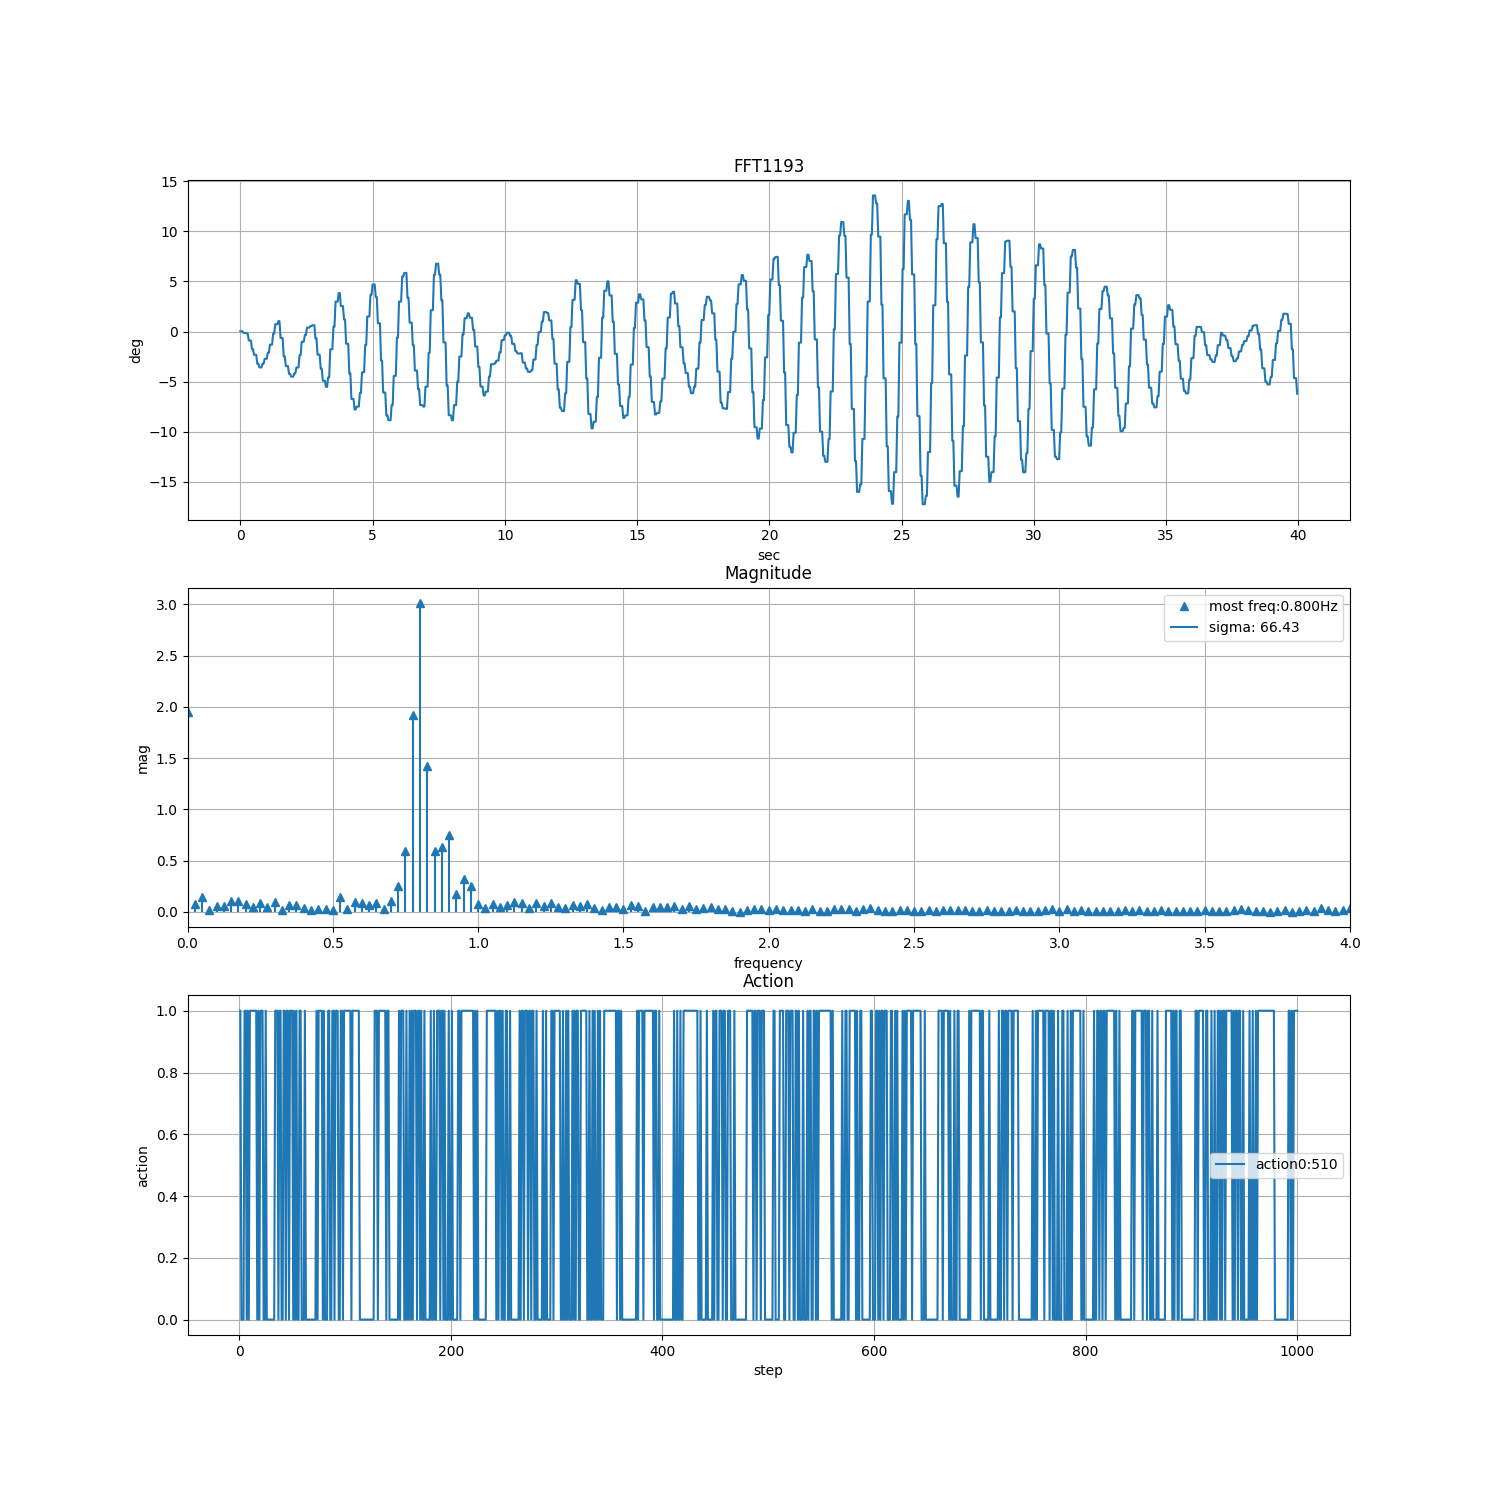 FFT1193
15
10
5
0
−5
−10
−15
deg
0 5 10 15 20 25 30 35 40
sec
Magnitude
3.0
2.5
2.0
1.5
1.0
0.5
0.0
mag
most freq:0.800Hz
sigma: 66.43
0.0 0.5 1.0 1.5 2.0 2.5 3.0 3.5 4.0
frequency
Action
1.0
0.8
0.6
0.4
0.2
0.0
action
action0:510
0 200 400 600 800 1000
step